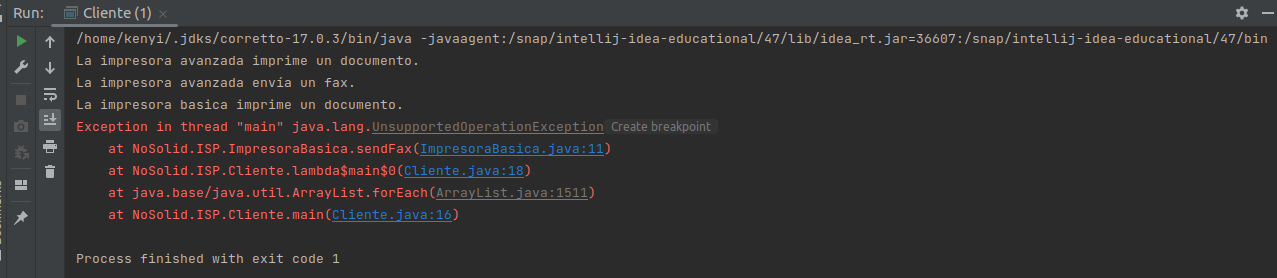 Run: Cliente (1)
/home/kenyi/.jdks/corretto-17.0.3/bin/java -javaagent:/snap/intellij-idea-educational/47/lib/idea_rt.jar=36607:/snap/intellij-idea-educational/47/bin
La impresora avanzada imprime un documento.
La impresora avanzada envía un fax.
La impresora basica imprime un documento.
Exception in thread "main" java.lang.UnsupportedOperationException Create breakpoint
at NoSolid.ISP.ImpresoraBasica.sendFax(ImpresoraBasica.java:11)
at NoSolid.ISP.Cliente.lambda$main$0(Cliente.java:18)
at java.base/java.util.ArrayList.forEach(ArrayList.java:1511)
at NoSolid.ISP.Cliente.main(Cliente.java:16)
Process finished with exit code 1